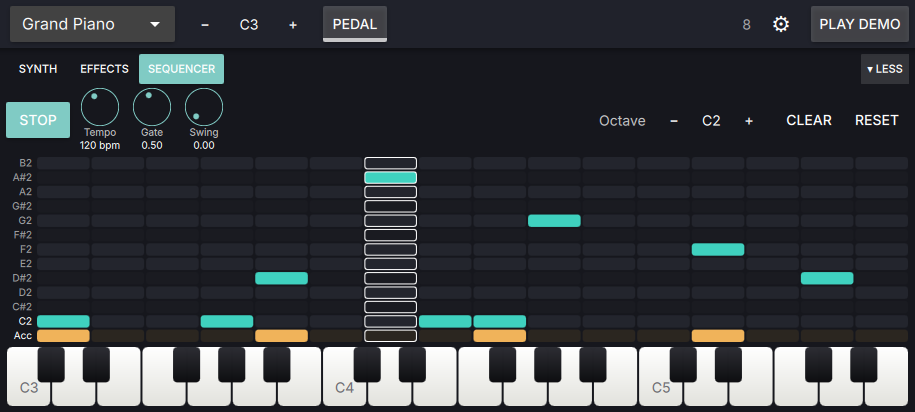 Grand Piano − C3 + PEDAL 8 PLAY DEMO
SYNTH EFFECTS SEQUENCER ▾ LESS
STOP Octave − C2 + CLEAR RESET
Tempo Gate Swing
120 bpm 0.50 0.00
B2
A#2
A2
G#2
G2
F#2
F2
E2
D#2
D2
C#2
C2
Acc
C3 C4 C5